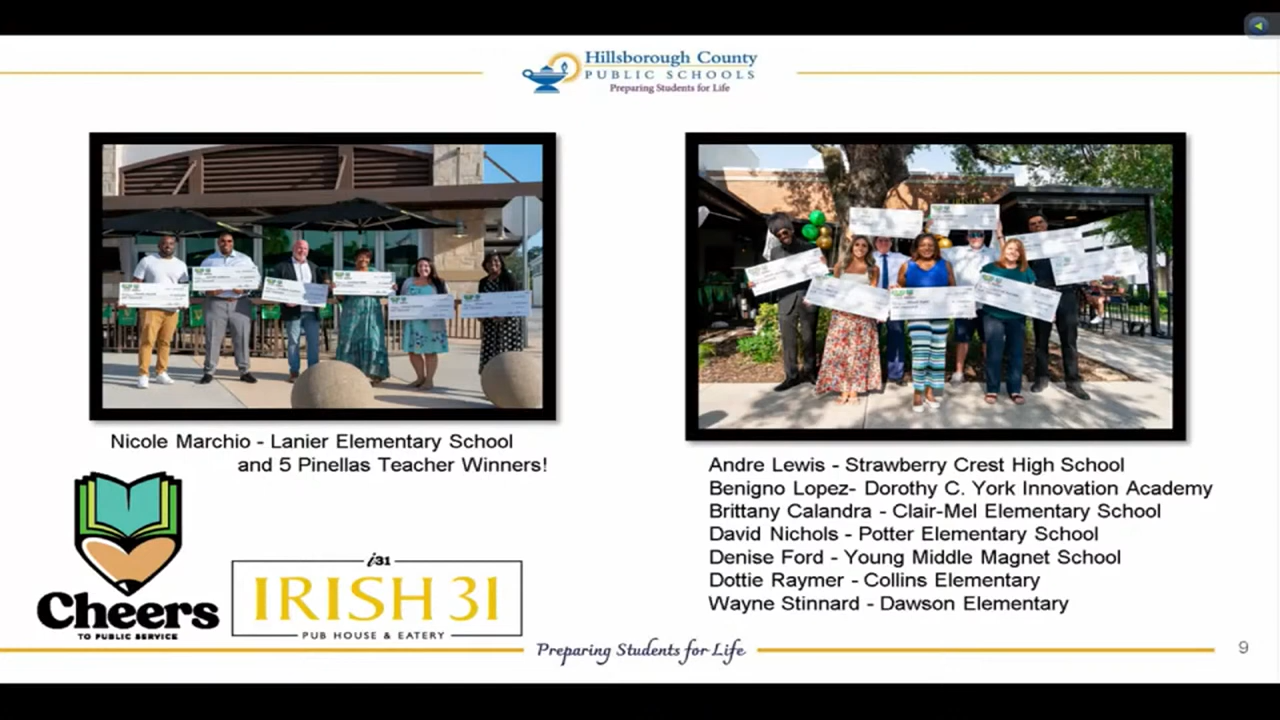 Hillsborough County
PUBLIC SCHOOLS
Preparing Students for Life
Nicole Marchio - Lanier Elementary School
and 5 Pinellas Teacher Winners!
Andre Lewis - Strawberry Crest High School
Benigno Lopez- Dorothy C. York Innovation Academy
Brittany Calandra - Clair-Mel Elementary School
David Nichols - Potter Elementary School
Denise Ford - Young Middle Magnet School
Dottie Raymer - Collins Elementary
Wayne Stinnard - Dawson Elementary
Cheers
TO PUBLIC SERVICE
i31
IRISH 31
PUB HOUSE & EATERY
Preparing Students for Life
9